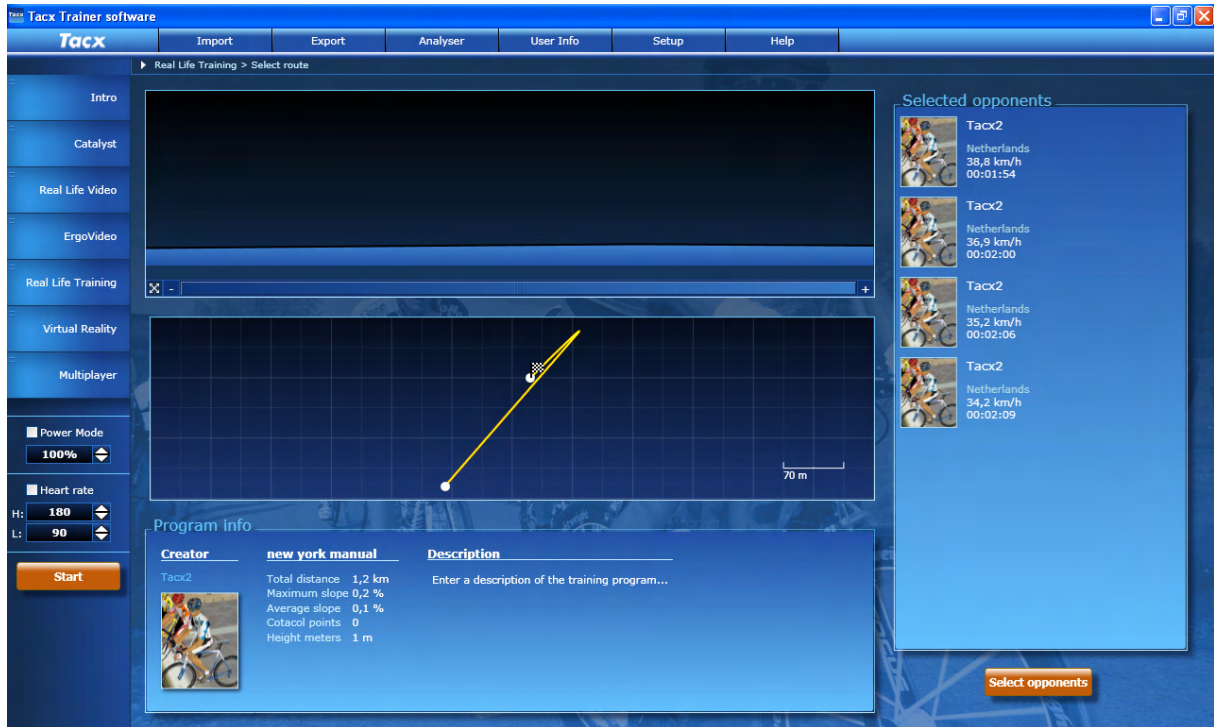 Tacx Trainer software
Tacx
Import
Export
Analyser
User Info
Setup
Help
Real Life Training > Select route
Intro
Catalyst
Real Life Video
ErgoVideo
Real Life Training
Virtual Reality
Multiplayer
Power Mode
100%
Heart rate
H: 180
L: 90
Start
- +
70 m
Program info
Creator
Tacx2
new york manual
Total distance 1,2 km
Maximum slope 0,2 %
Average slope 0,1 %
Cotacol points 0
Height meters 1 m
Description
Enter a description of the training program...
Selected opponents
Tacx2
Netherlands
38,8 km/h
00:01:54
Tacx2
Netherlands
36,9 km/h
00:02:00
Tacx2
Netherlands
35,2 km/h
00:02:06
Tacx2
Netherlands
34,2 km/h
00:02:09
Select opponents